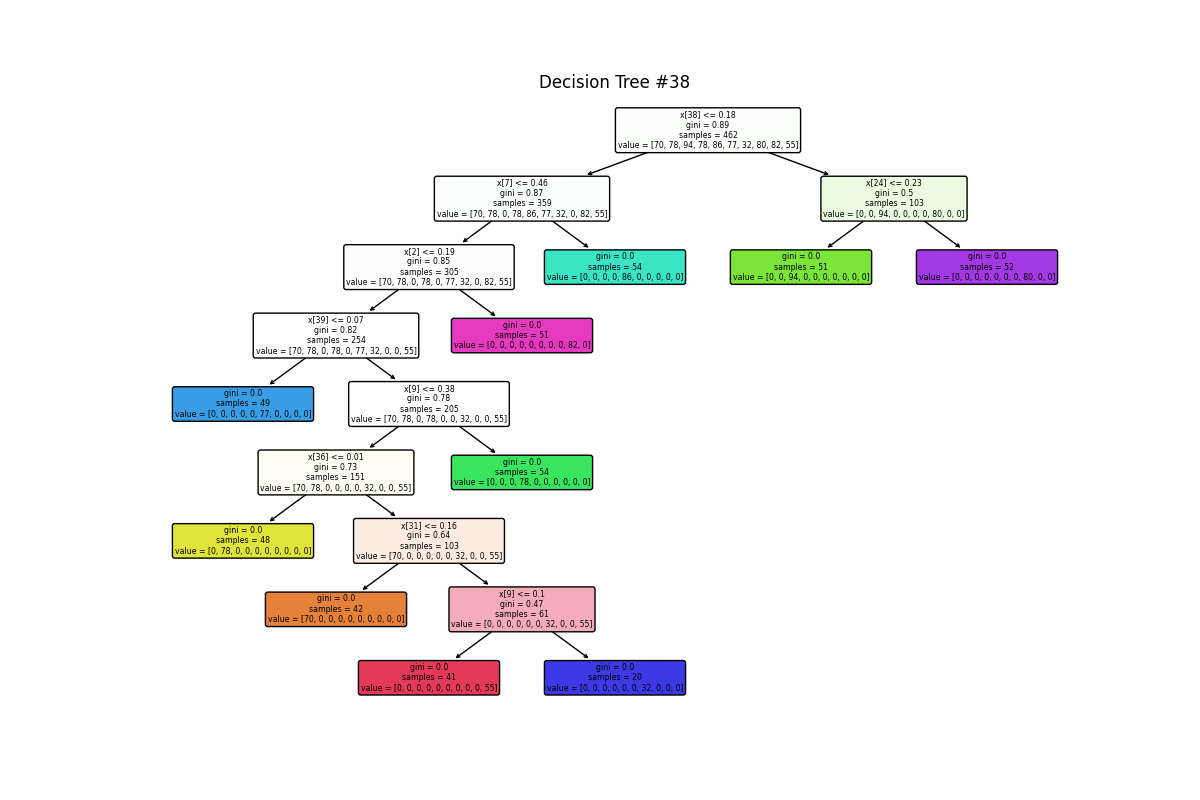 Decision Tree #38
x[38] <= 0.18
gini = 0.89
samples = 462
value = [70, 78, 94, 78, 86, 77, 32, 80, 82, 55]
x[7] <= 0.46
gini = 0.87
samples = 359
value = [70, 78, 0, 78, 86, 77, 32, 0, 82, 55]
x[24] <= 0.23
gini = 0.5
samples = 103
value = [0, 0, 94, 0, 0, 0, 0, 80, 0, 0]
x[2] <= 0.19
gini = 0.85
samples = 305
value = [70, 78, 0, 78, 0, 77, 32, 0, 82, 55]
gini = 0.0
samples = 54
value = [0, 0, 0, 0, 86, 0, 0, 0, 0, 0]
gini = 0.0
samples = 51
value = [0, 0, 94, 0, 0, 0, 0, 0, 0, 0]
gini = 0.0
samples = 52
value = [0, 0, 0, 0, 0, 0, 0, 80, 0, 0]
x[39] <= 0.07
gini = 0.82
samples = 254
value = [70, 78, 0, 78, 0, 77, 32, 0, 0, 55]
gini = 0.0
samples = 51
value = [0, 0, 0, 0, 0, 0, 0, 0, 82, 0]
gini = 0.0
samples = 49
value = [0, 0, 0, 0, 0, 77, 0, 0, 0, 0]
x[9] <= 0.38
gini = 0.78
samples = 205
value = [70, 78, 0, 78, 0, 0, 32, 0, 0, 55]
x[36] <= 0.01
gini = 0.73
samples = 151
value = [70, 78, 0, 0, 0, 0, 32, 0, 0, 55]
gini = 0.0
samples = 54
value = [0, 0, 0, 78, 0, 0, 0, 0, 0, 0]
gini = 0.0
samples = 48
value = [0, 78, 0, 0, 0, 0, 0, 0, 0, 0]
x[31] <= 0.16
gini = 0.64
samples = 103
value = [70, 0, 0, 0, 0, 0, 32, 0, 0, 55]
gini = 0.0
samples = 42
value = [70, 0, 0, 0, 0, 0, 0, 0, 0, 0]
x[9] <= 0.1
gini = 0.47
samples = 61
value = [0, 0, 0, 0, 0, 0, 32, 0, 0, 55]
gini = 0.0
samples = 41
value = [0, 0, 0, 0, 0, 0, 0, 0, 0, 55]
gini = 0.0
samples = 20
value = [0, 0, 0, 0, 0, 0, 32, 0, 0, 0]